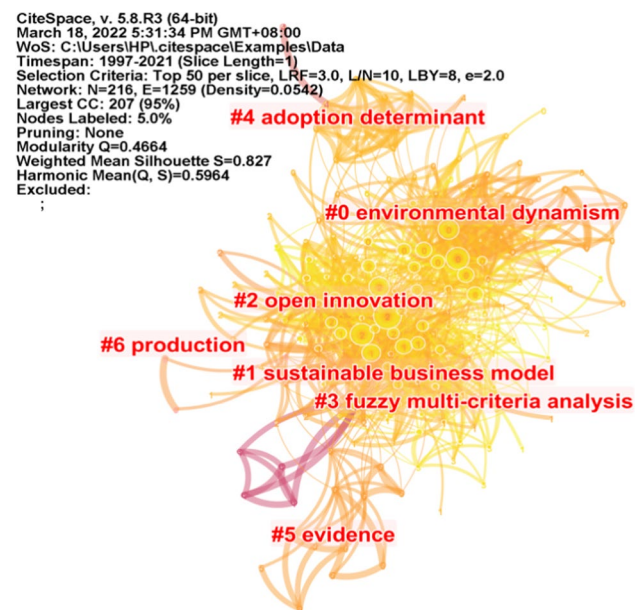 CiteSpace, v. 5.8.R3 (64-bit)
March 18, 2022 5:31:34 PM GMT+08:00
WoS: C:\Users\HP\.citespace\Examples\Data
Timespan: 1997-2021 (Slice Length=1)
Selection Criteria: Top 50 per slice, LRF=3.0, L/N=10, LBY=8, e=2.0
Network: N=216, E=1259 (Density=0.0542)
Largest CC: 207 (95%)
Nodes Labeled: 5.0%
Pruning: None
Modularity Q=0.4664
Weighted Mean Silhouette S=0.827
Harmonic Mean(Q, S)=0.5964
Excluded:
;
#4 adoption determinant
#0 environmental dynamism
#2 open innovation
#6 production
#1 sustainable business model
#3 fuzzy multi-criteria analysis
#5 evidence